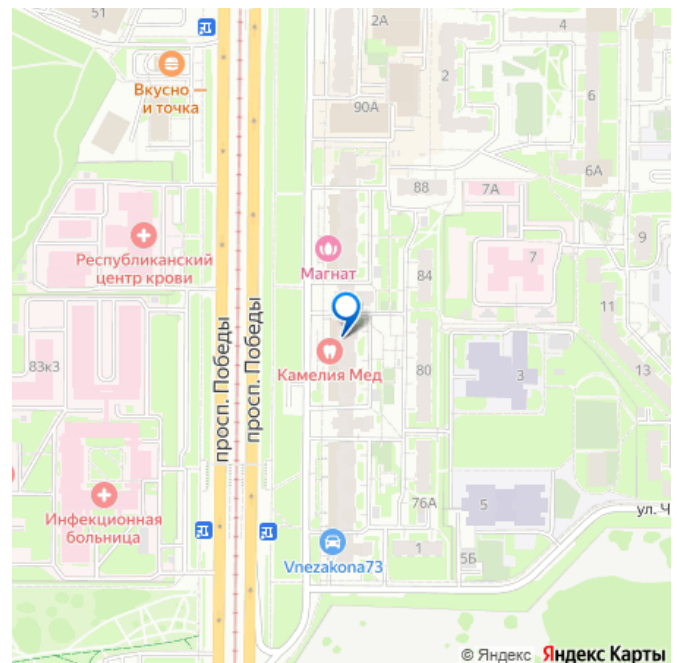 51
2А
4
Вкусно —
и точка
2
90А
6
6А
88
7А
Республиканский
центр крови
9
7
Магнат
84
11
просп. Победы
просп. Победы
83к3
Камелия Мед
80
3
13
Инфекционная
больница
76А
5
ул. Ч
1
5Б
Vnezakona73
© Яндекс Яндекс Карты